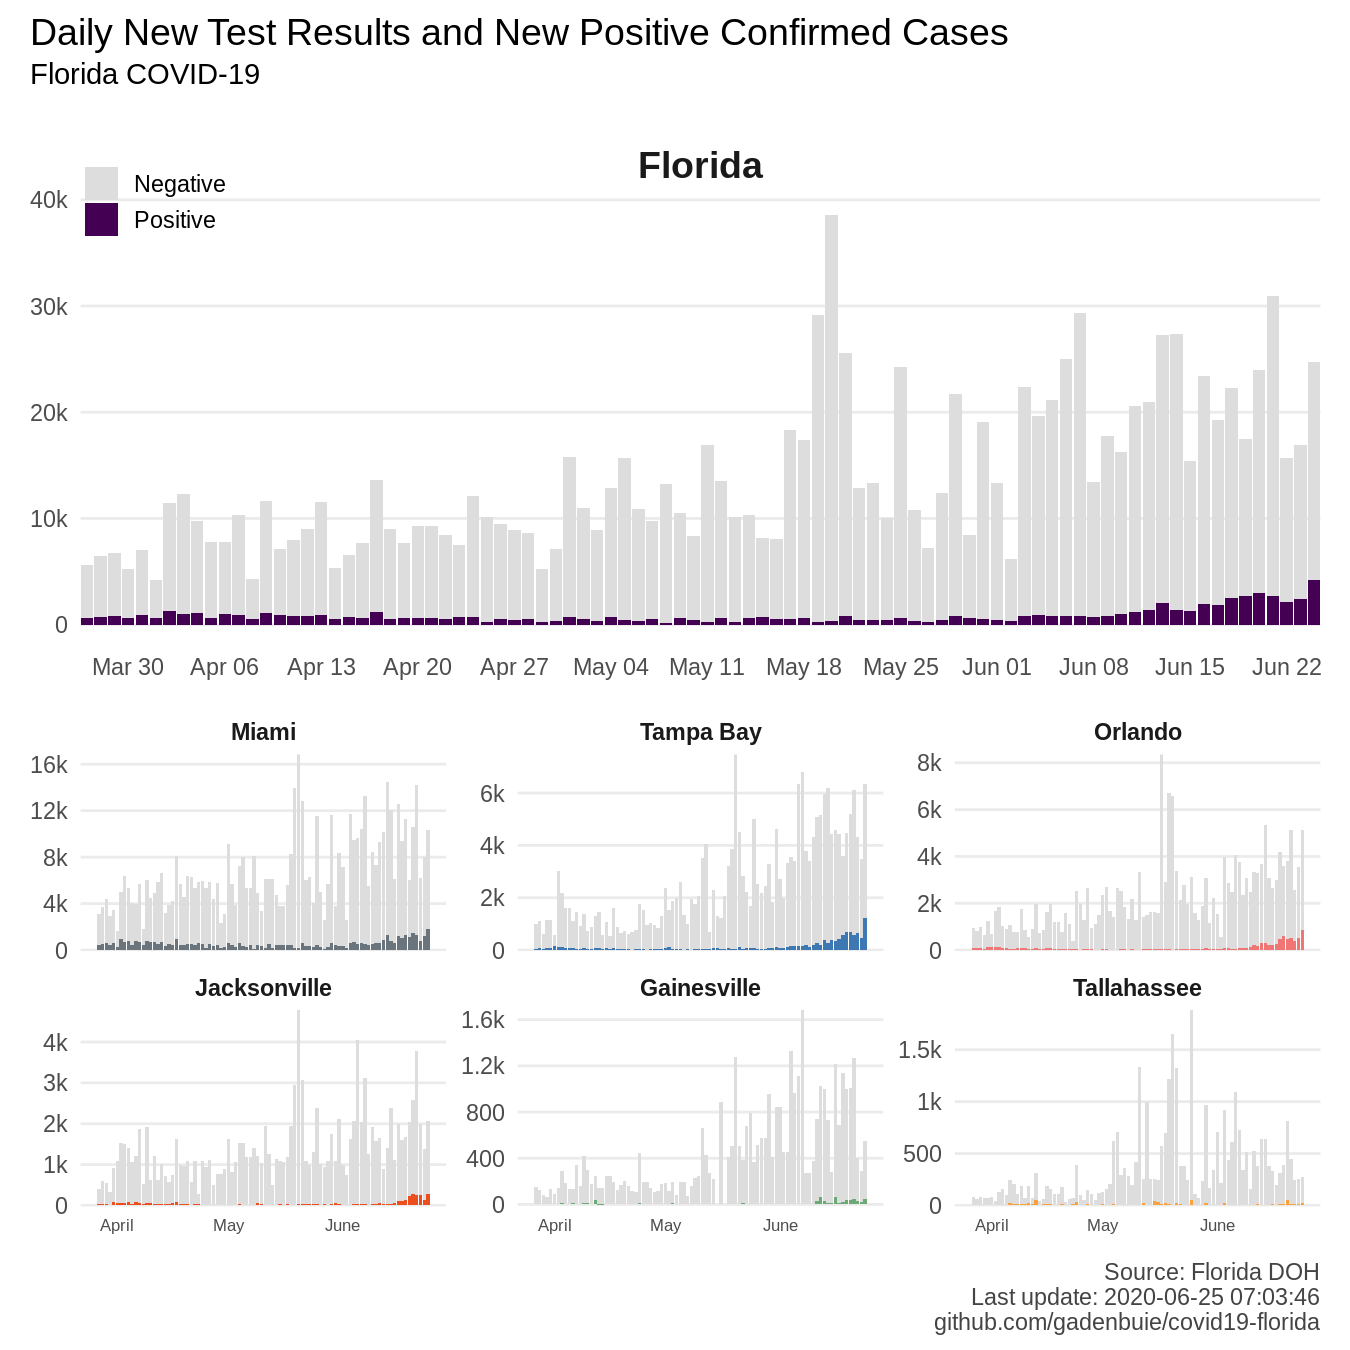 Daily New Test Results and New Positive Confirmed Cases
Florida COVID-19
Florida
Negative
Positive
40k
30k
20k
10k
0
Mar 30 Apr 06 Apr 13 Apr 20 Apr 27 May 04 May 11 May 18 May 25 Jun 01 Jun 08 Jun 15 Jun 22
Miami
16k
12k
8k
4k
0
Tampa Bay
6k
4k
2k
0
Orlando
8k
6k
4k
2k
0
Jacksonville
4k
3k
2k
1k
0
April May June
Gainesville
1.6k
1.2k
800
400
0
April May June
Tallahassee
1.5k
1k
500
0
April May June
Source: Florida DOH
Last update: 2020-06-25 07:03:46
github.com/gadenbuie/covid19-florida